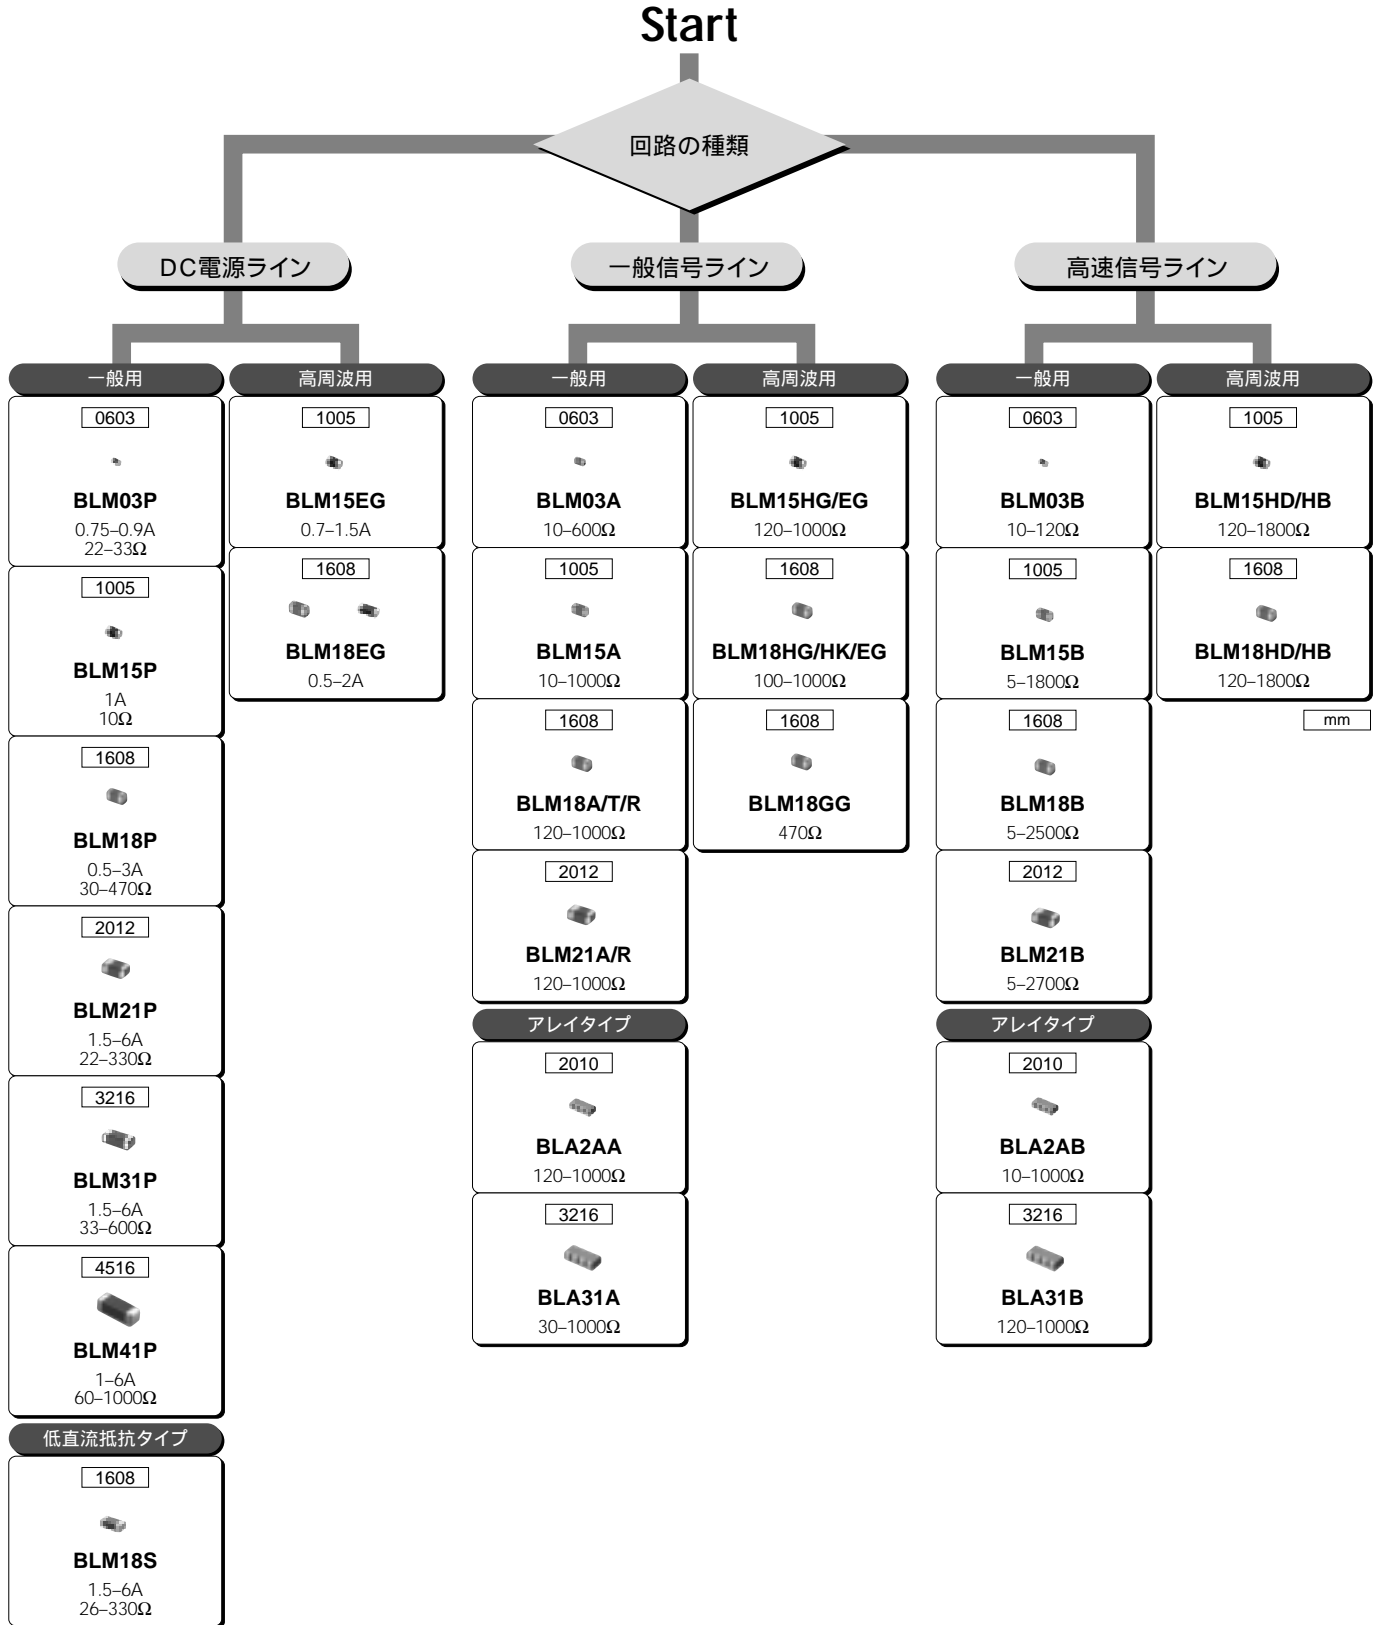 Start
回路の種類
DC電源ライン
一般用
0603
BLM03P
0.75–0.9A
22–33Ω
1005
BLM15P
1A
10Ω
1608
BLM18P
0.5–3A
30–470Ω
2012
BLM21P
1.5–6A
22–330Ω
3216
BLM31P
1.5–6A
33–600Ω
4516
BLM41P
1–6A
60–1000Ω
低直流抵抗タイプ
1608
BLM18S
1.5–6A
26–330Ω
高周波用
1005
BLM15EG
0.7–1.5A
1608
BLM18EG
0.5–2A
一般信号ライン
一般用
0603
BLM03A
10–600Ω
1005
BLM15A
10–1000Ω
1608
BLM18A/T/R
120–1000Ω
2012
BLM21A/R
120–1000Ω
アレイタイプ
2010
BLA2AA
120–1000Ω
3216
BLA31A
30–1000Ω
高周波用
1005
BLM15HG/EG
120–1000Ω
1608
BLM18HG/HK/EG
100–1000Ω
1608
BLM18GG
470Ω
高速信号ライン
一般用
0603
BLM03B
10–120Ω
1005
BLM15B
5–1800Ω
1608
BLM18B
5–2500Ω
2012
BLM21B
5–2700Ω
アレイタイプ
2010
BLA2AB
10–1000Ω
3216
BLA31B
120–1000Ω
高周波用
1005
BLM15HD/HB
120–1800Ω
1608
BLM18HD/HB
120–1800Ω
mm